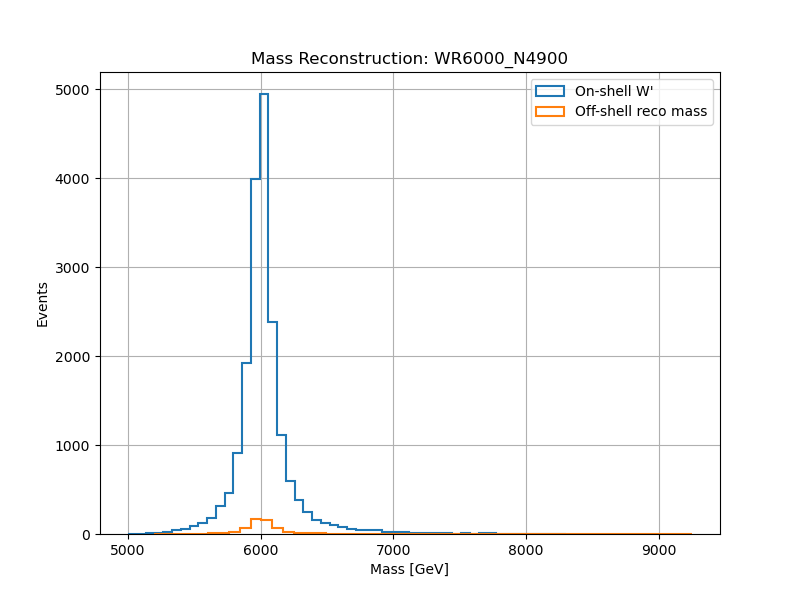 Mass Reconstruction: WR6000_N4900
On-shell W'
Off-shell reco mass
5000
4000
3000
2000
1000
0
Events
5000 6000 7000 8000 9000
Mass [GeV]